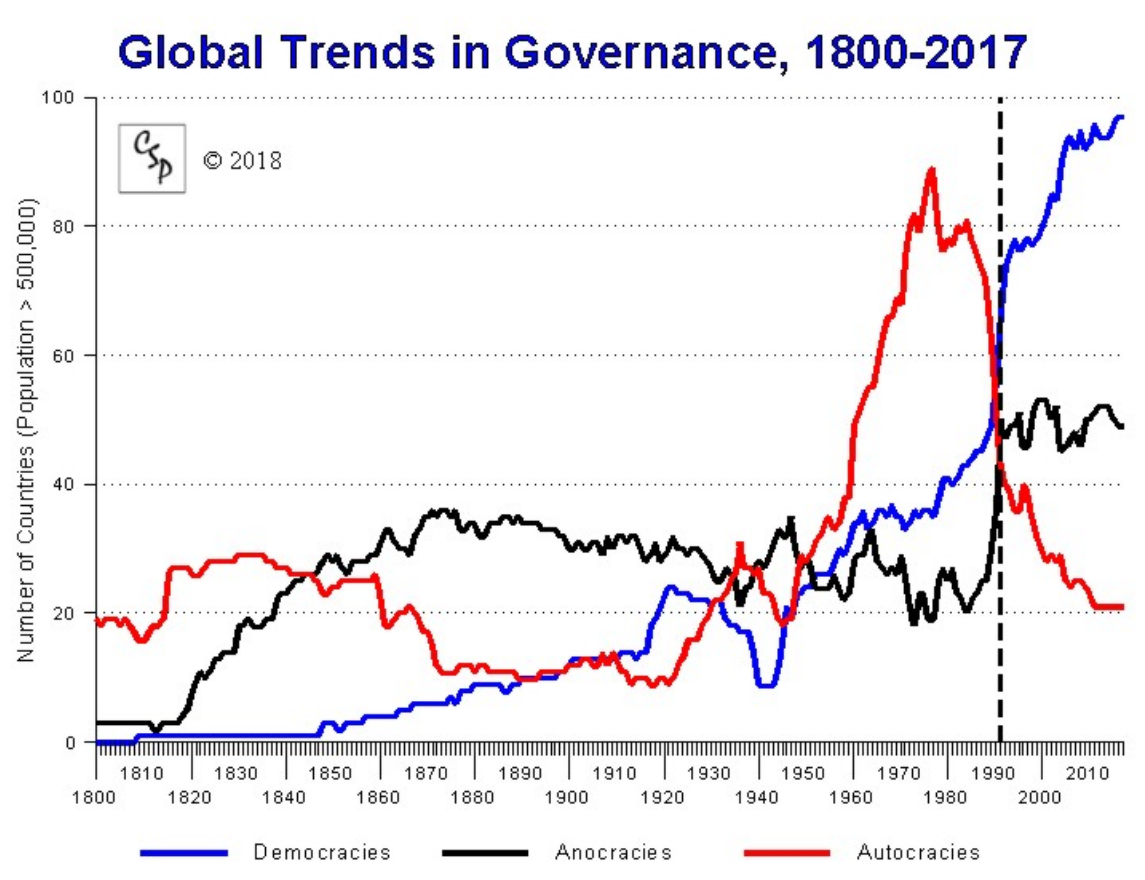 Global Trends in Governance, 1800-2017
CSP
© 2018
Number of Countries (Population > 500,000)
100
80
60
40
20
0
1810 1830 1850 1870 1890 1910 1930 1950 1970 1990 2010
1800 1820 1840 1860 1880 1900 1920 1940 1960 1980 2000
Democracies Anocracies Autocracies